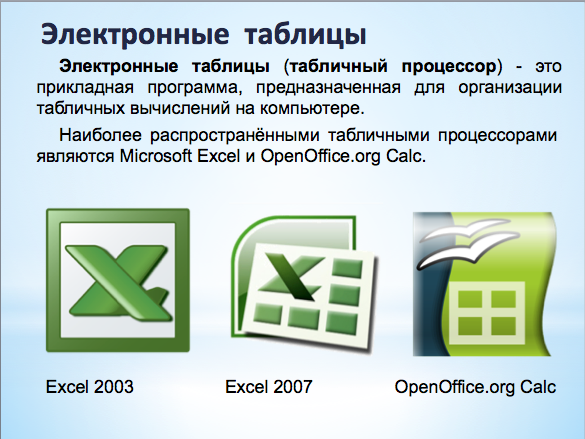 Электронные таблицы
Электронные таблицы (табличный процессор) - это
прикладная программа, предназначенная для организации
табличных вычислений на компьютере.
Наиболее распространёнными табличными процессорами
являются Microsoft Excel и OpenOffice.org Calc.
Excel 2003
Excel 2007
OpenOffice.org Calc